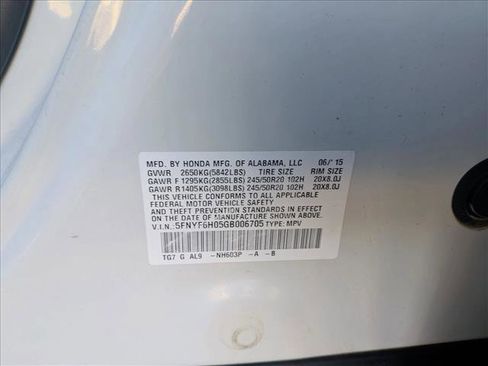 MFD. BY HONDA MFG. OF ALABAMA, LLC 06/'15
GVWR 2650KG(5842LBS) TIRE SIZE RIM SIZE
GAWR F 1295KG(2855LBS) 245/50R20 102H 20X8.0J
GAWR R1405KG(3098LBS) 245/50R20 102H 20X8.0J
THIS VEHICLE CONFORMS TO ALL APPLICABLE
FEDERAL MOTOR VEHICLE SAFETY
AND THEFT PREVENTION STANDARDS IN EFFECT ON THE
DATE OF MANUFACTURE SHOWN ABOVE.
V.I.N.:5FNYF6H05GB006705 TYPE: MPV
TG7 G AL9 -NH603P -A -B